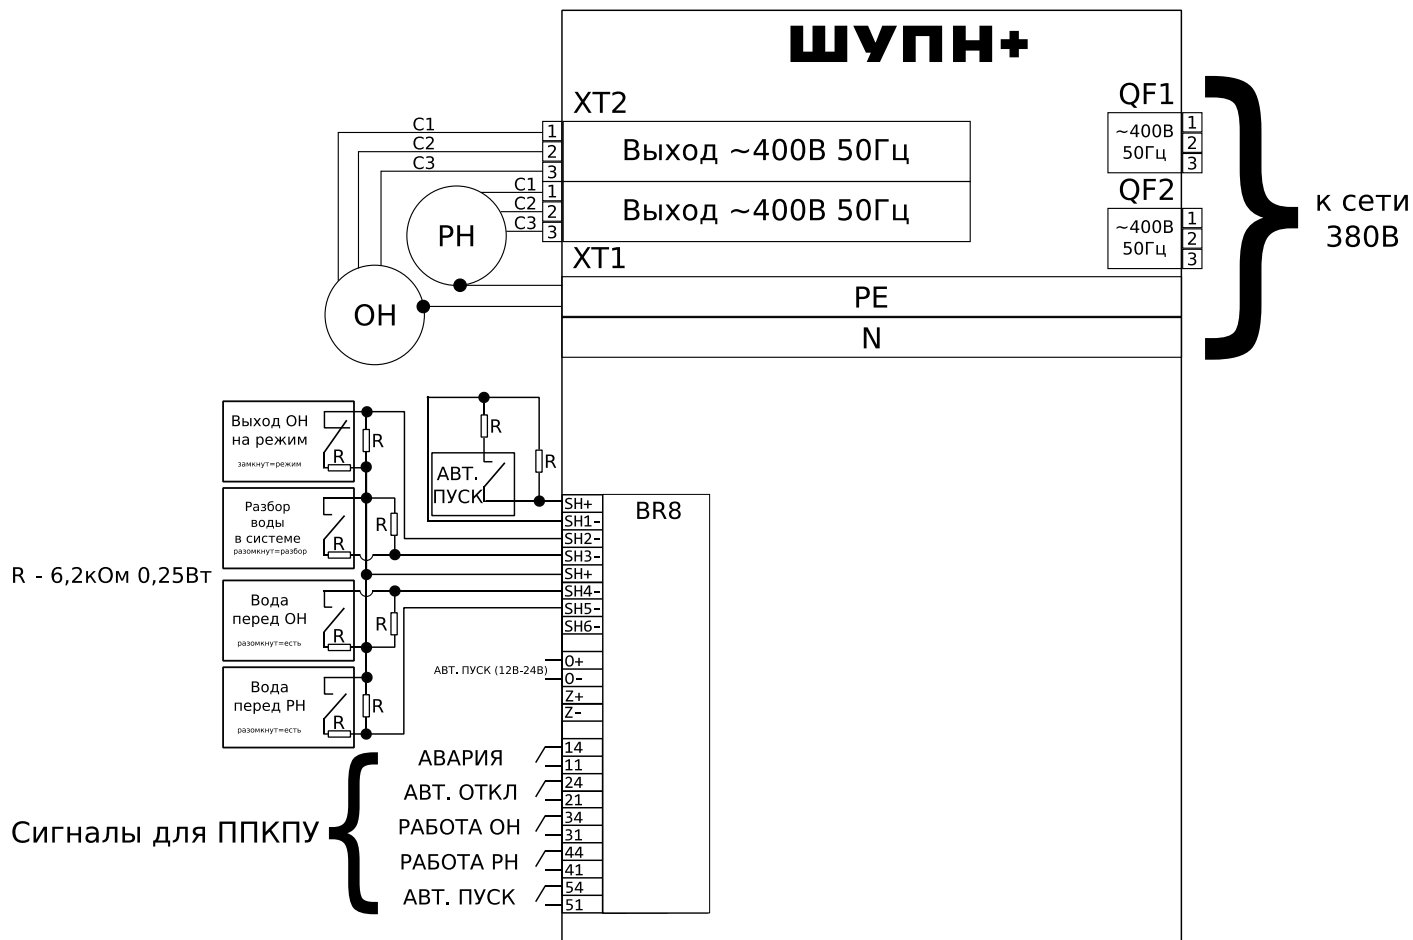 ШУПН+
XT2
QF1
C1
C2
C3
1
2
3
Выход ~400В 50Гц
~400В
50Гц
1
2
3
C1
C2
C3
1
2
3
Выход ~400В 50Гц
QF2
~400В
50Гц
1
2
3
к сети
380В
РН
XT1
ОН
PE
N
Выход ОН
на режим
замкнут=режим
R
R
R
R
АВТ.
ПУСК
Разбор
воды
в системе
разомкнут=разбор
R
R
R - 6,2кОм 0,25Вт
Вода
перед ОН
разомкнут=есть
R
R
Вода
перед РН
разомкнут=есть
R
R
BR8
SH+
SH1-
SH2-
SH3-
SH+
SH4-
SH5-
SH6-
АВТ. ПУСК (12В-24В)
O+
O-
Z+
Z-
Сигналы для ППКПУ
АВАРИЯ
14
11
АВТ. ОТКЛ
24
21
РАБОТА ОН
34
31
РАБОТА РН
44
41
АВТ. ПУСК
54
51